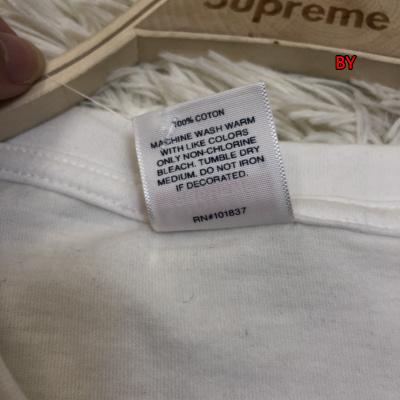 Supreme
BY
100% COTON
MACHINE WASH WARM
WITH LIKE COLORS
ONLY NON-CHLORINE
BLEACH. TUMBLE DRY
MEDIUM. DO NOT IRON
IF DECORATED.
RN#101837